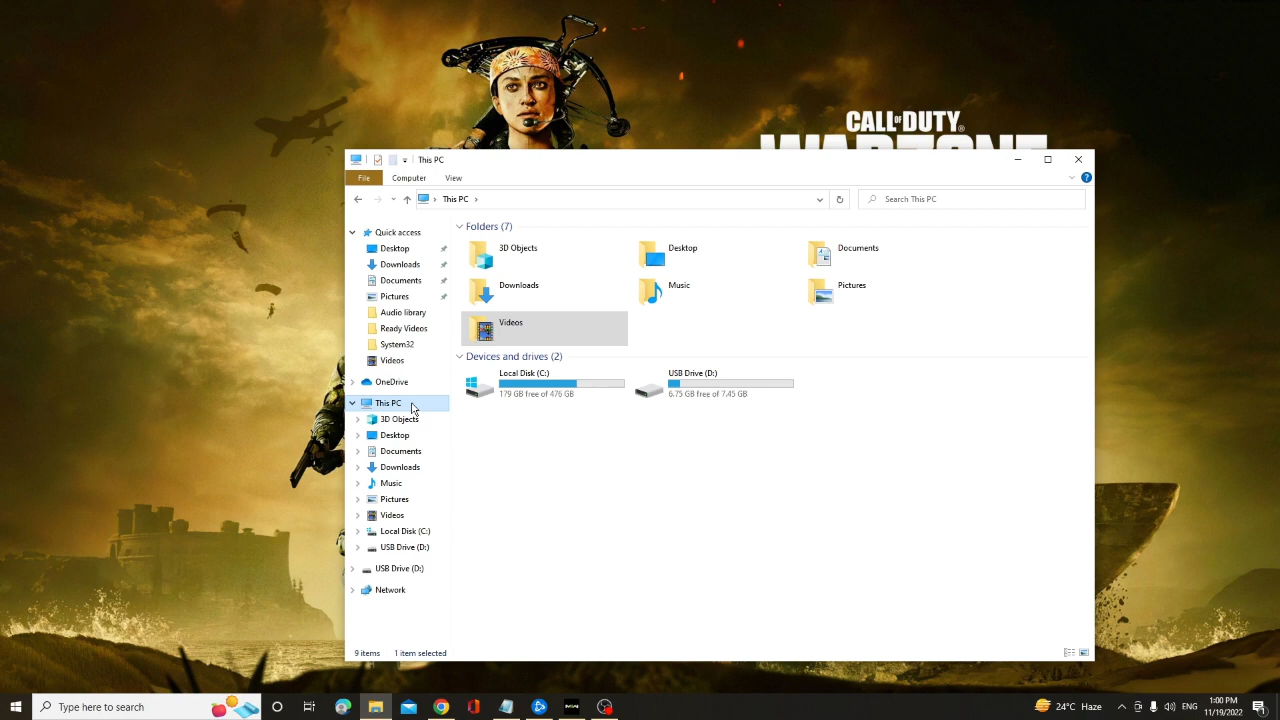 CALL OF DUTY®
WARZONE
This PC
File
Computer
View
This PC
Search This PC
Quick access
Desktop
Downloads
Documents
Pictures
Audio library
Ready Videos
System32
Videos
OneDrive
This PC
3D Objects
Desktop
Documents
Downloads
Music
Pictures
Videos
Local Disk (C:)
USB Drive (D:)
USB Drive (D:)
Network
Folders (7)
3D Objects
Desktop
Documents
Downloads
Music
Pictures
Videos
Devices and drives (2)
Local Disk (C:)
179 GB free of 476 GB
USB Drive (D:)
6.75 GB free of 7.45 GB
9 items
1 item selected
Type here to search
24°C Haze
ENG
1:00 PM
11/19/2022